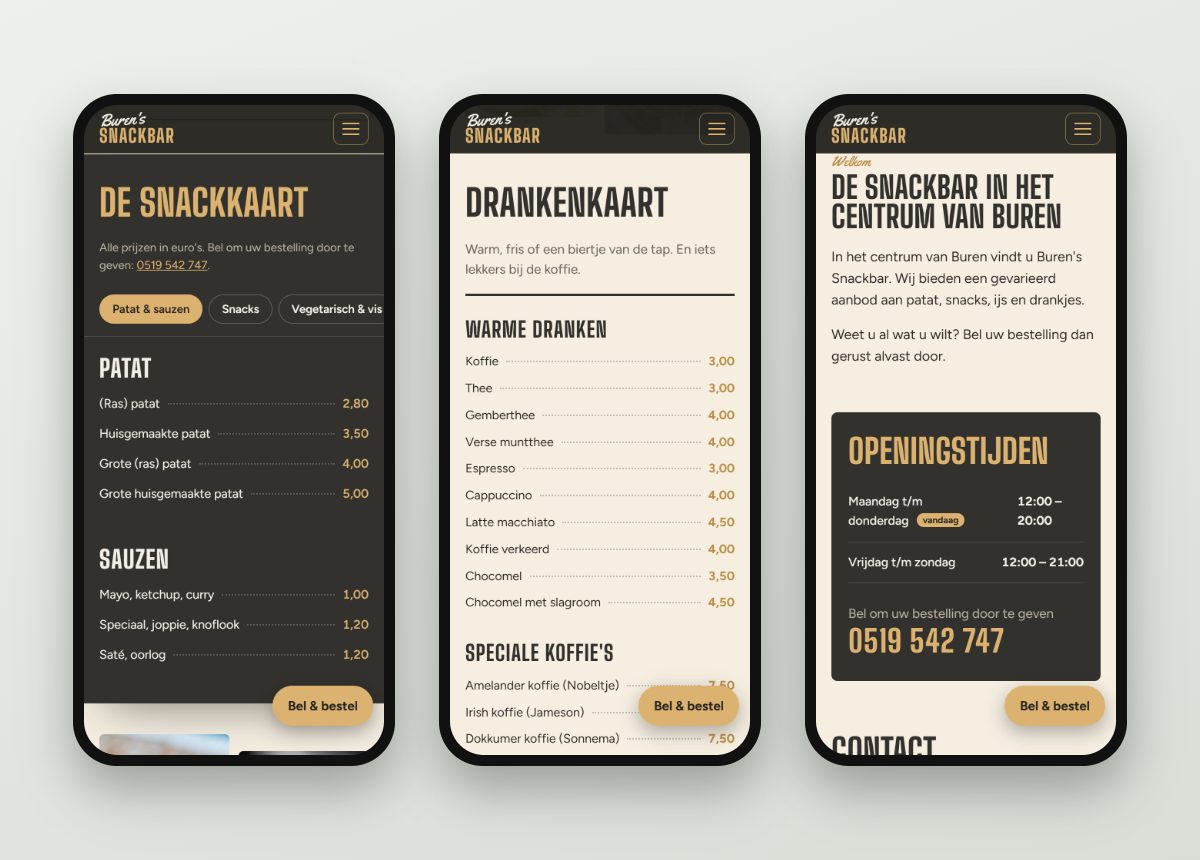 Buren's
SNACKBAR
DE SNACKKAART
Alle prijzen in euro's. Bel om uw bestelling door te
geven: 0519 542 747.
Patat & sauzen
Snacks
Vegetarisch & vis
PATAT
(Ras) patat 2,80
Huisgemaakte patat 3,50
Grote (ras) patat 4,00
Grote huisgemaakte patat 5,00
SAUZEN
Mayo, ketchup, curry 1,00
Speciaal, joppie, knoflook 1,20
Saté, oorlog 1,20
Bel & bestel
Buren's
SNACKBAR
DRANKENKAART
Warm, fris of een biertje van de tap. En iets
lekkers bij de koffie.
WARME DRANKEN
Koffie 3,00
Thee 3,00
Gemberthee 4,00
Verse muntthee 4,00
Espresso 3,00
Cappuccino 4,00
Latte macchiato 4,50
Koffie verkeerd 4,00
Chocomel 3,50
Chocomel met slagroom 4,50
SPECIALE KOFFIE'S
Amelander koffie (Nobeltje) 7,50
Irish koffie (Jameson)
Bel & bestel
Dokkumer koffie (Sonnema) 7,50
Buren's
SNACKBAR
Welkom
DE SNACKBAR IN HET
CENTRUM VAN BUREN
In het centrum van Buren vindt u Buren's
Snackbar. Wij bieden een gevarieerd
aanbod aan patat, snacks, ijs en drankjes.
Weet u al wat u wilt? Bel uw bestelling dan
gerust alvast door.
OPENINGSTIJDEN
Maandag t/m 12:00 –
donderdag vandaag 20:00
Vrijdag t/m zondag 12:00 – 21:00
Bel om uw bestelling door te geven
0519 542 747
Bel & bestel
CONTACT